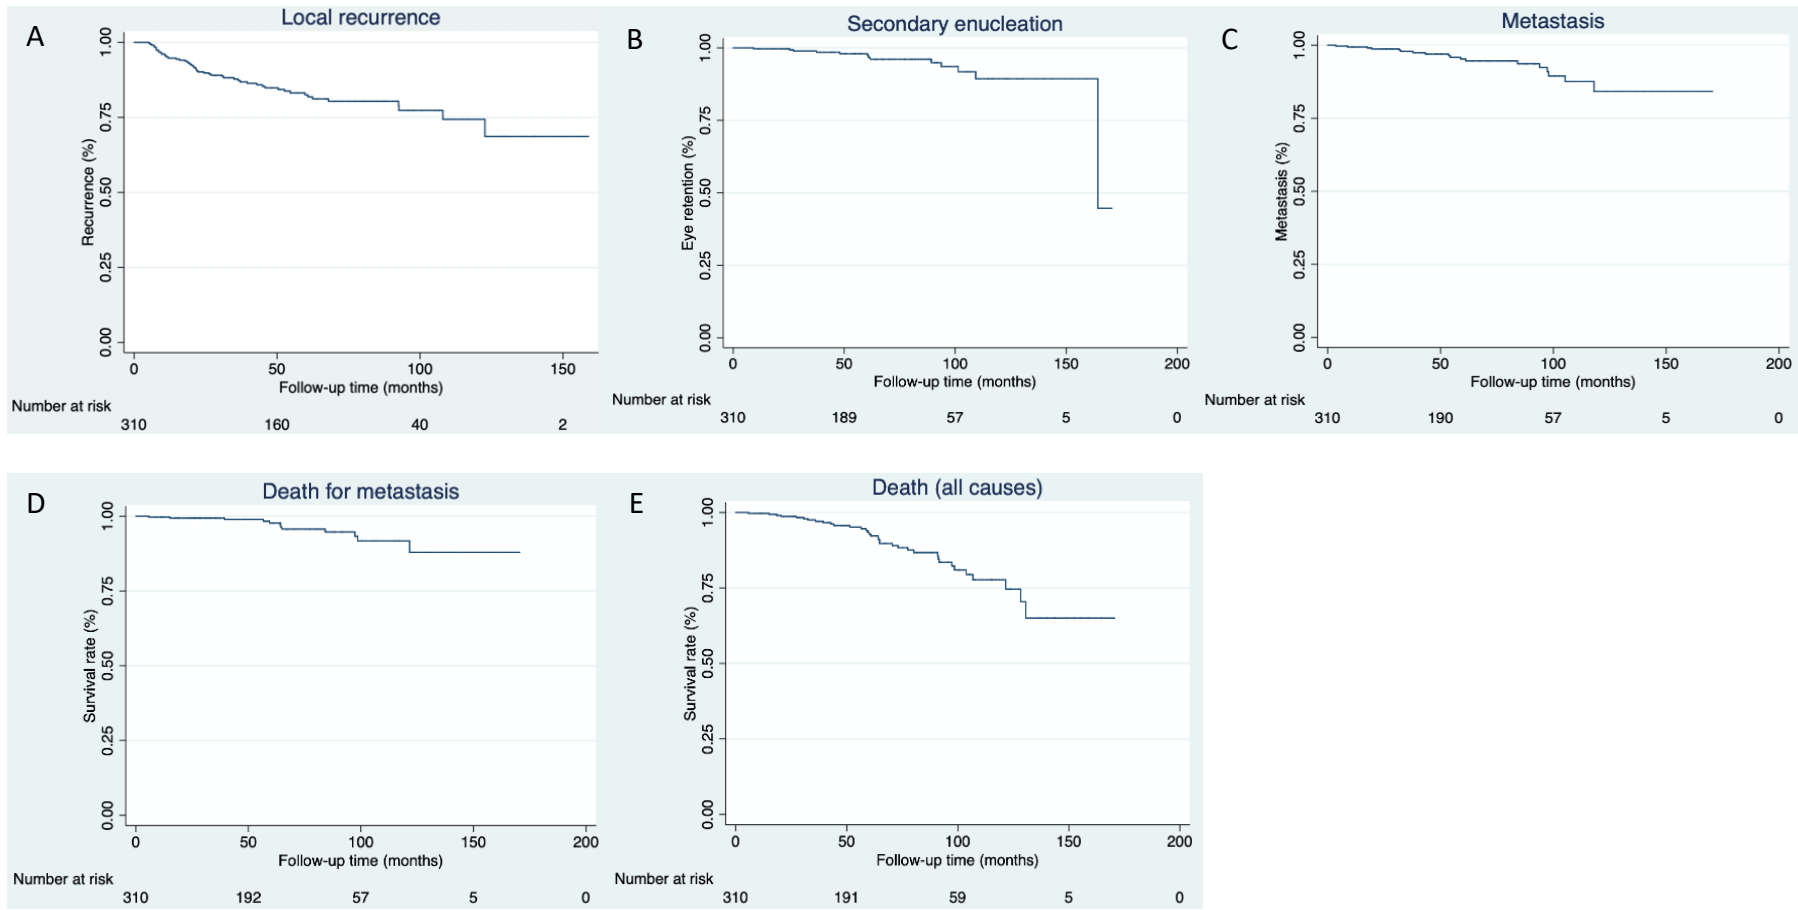 A
Local recurrence
Recurrence (%)
1.00
0.75
0.50
0.25
0.00
0 50 100 150
Follow-up time (months)
Number at risk
310 160 40 2
B
Secondary enucleation
Eye retention (%)
1.00
0.75
0.50
0.25
0.00
0 50 100 150 200
Follow-up time (months)
Number at risk
310 189 57 5 0
C
Metastasis
Metastasis (%)
1.00
0.75
0.50
0.25
0.00
0 50 100 150 200
Follow-up time (months)
Number at risk
310 190 57 5 0
D
Death for metastasis
Survival rate (%)
1.00
0.75
0.50
0.25
0.00
0 50 100 150 200
Follow-up time (months)
Number at risk
310 192 57 5 0
E
Death (all causes)
Survival rate (%)
1.00
0.75
0.50
0.25
0.00
0 50 100 150 200
Follow-up time (months)
Number at risk
310 191 59 5 0